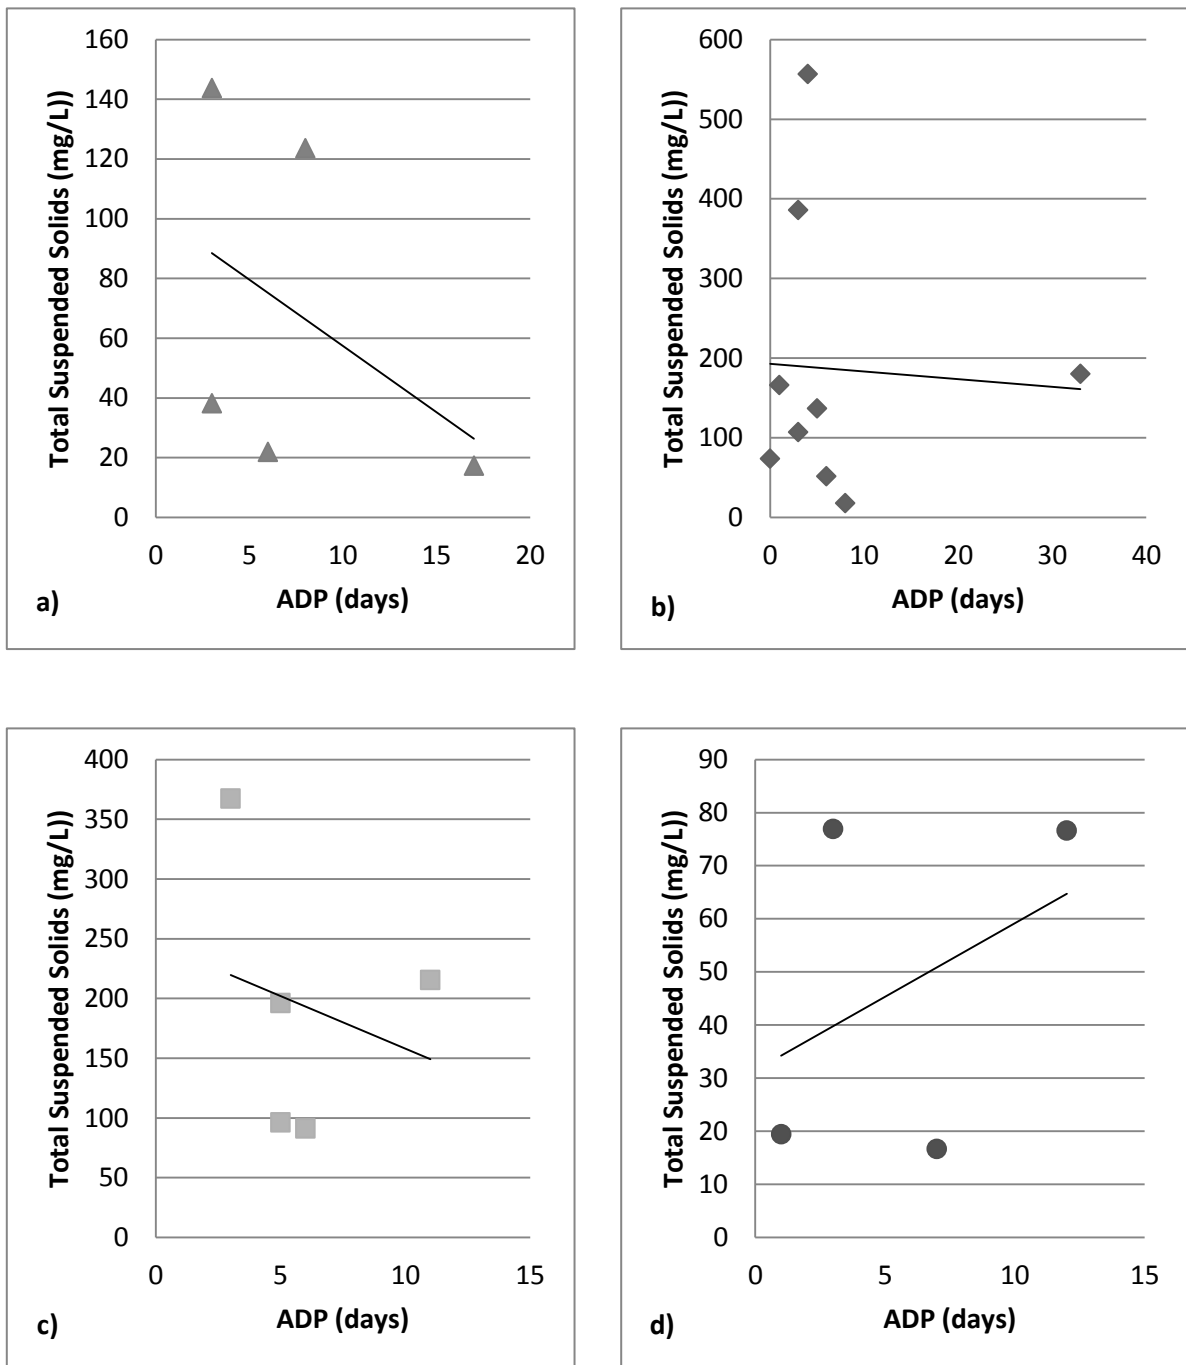 Total Suspended Solids (mg/L))
160
140
120
100
80
60
40
20
0
0 5 10 15 20
ADP (days)
a)
Total Suspended Solids (mg/L))
600
500
400
300
200
100
0
0 10 20 30 40
ADP (days)
b)
Total Suspended Solids (mg/L))
400
350
300
250
200
150
100
50
0
0 5 10 15
ADP (days)
c)
Total Suspended Solids (mg/L))
90
80
70
60
50
40
30
20
10
0
0 5 10 15
ADP (days)
d)